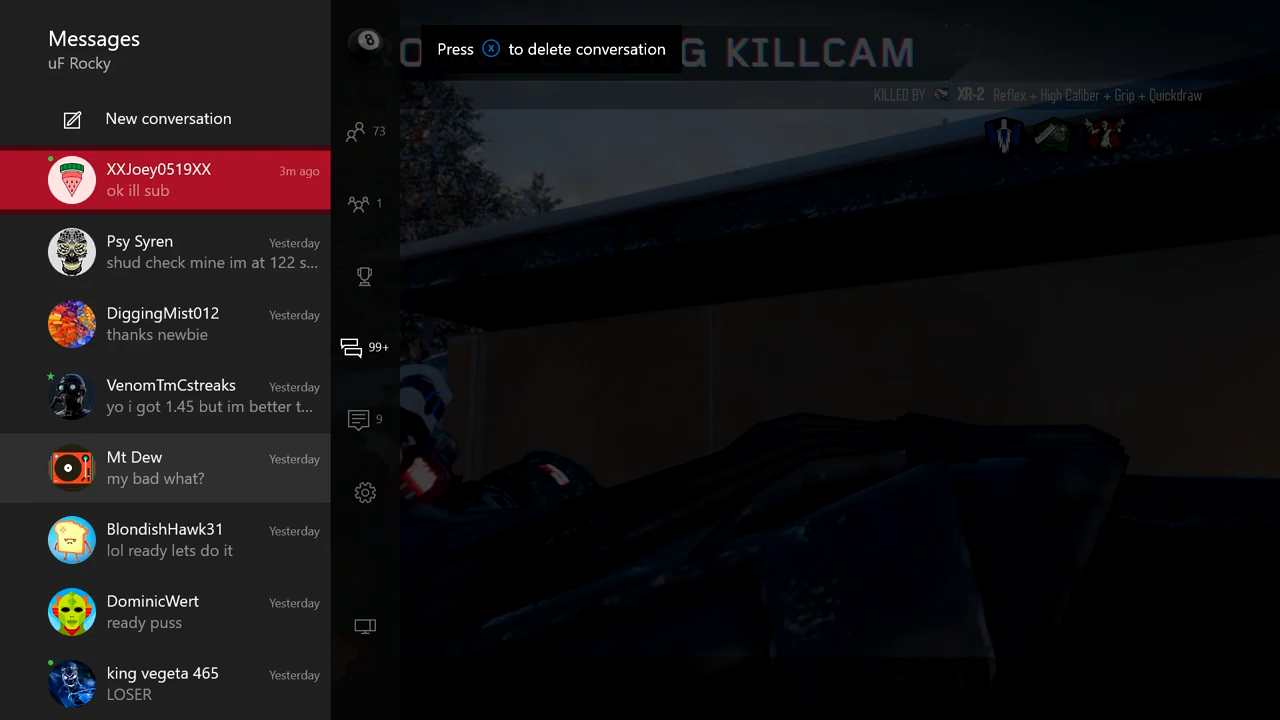 Messages
uF Rocky
New conversation
XXJoey0519XX 3m ago
ok ill sub
Psy Syren Yesterday
shud check mine im at 122 s...
DiggingMist012 Yesterday
thanks newbie
VenomTmCstreaks Yesterday
yo i got 1.45 but im better t...
Mt Dew Yesterday
my bad what?
BlondishHawk31 Yesterday
lol ready lets do it
DominicWert Yesterday
ready puss
king vegeta 465 Yesterday
LOSER
8
73
1
99+
9
Press X to delete conversation
ENDING KILLCAM
KILLED BY XR-2 Reflex + High Caliber + Grip + Quickdraw